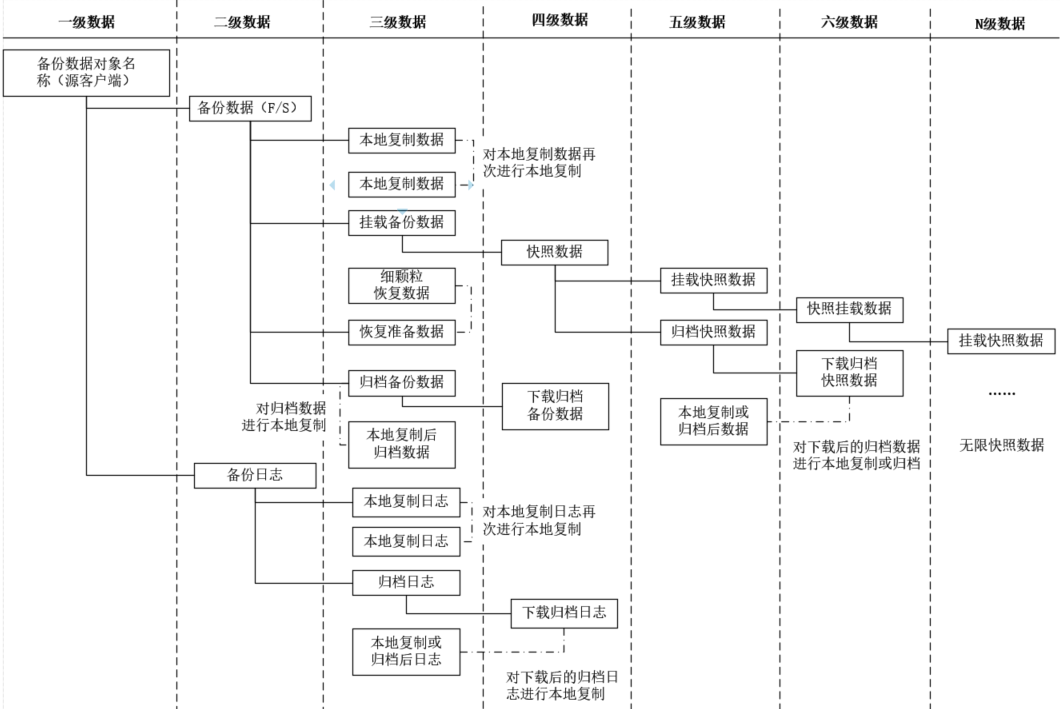 一级数据
二级数据
三级数据
四级数据
五级数据
六级数据
N级数据
备份数据对象名
称（源客户端）
备份数据（F/S）
本地复制数据
对本地复制数据再
次进行本地复制
本地复制数据
挂载备份数据
快照数据
细颗粒
恢复数据
挂载快照数据
快照挂载数据
恢复准备数据
归档快照数据
挂载快照数据
下载归档
快照数据
归档备份数据
下载归档
备份数据
......
对归档数据
进行本地复制
本地复制后
归档数据
本地复制或
归档后数据
对下载后的归档数据
进行本地复制或归档
无限快照数据
备份日志
本地复制日志
对本地复制日志再
次进行本地复制
本地复制日志
归档日志
下载归档日志
本地复制或
归档后日志
对下载后的归档日
志进行本地复制